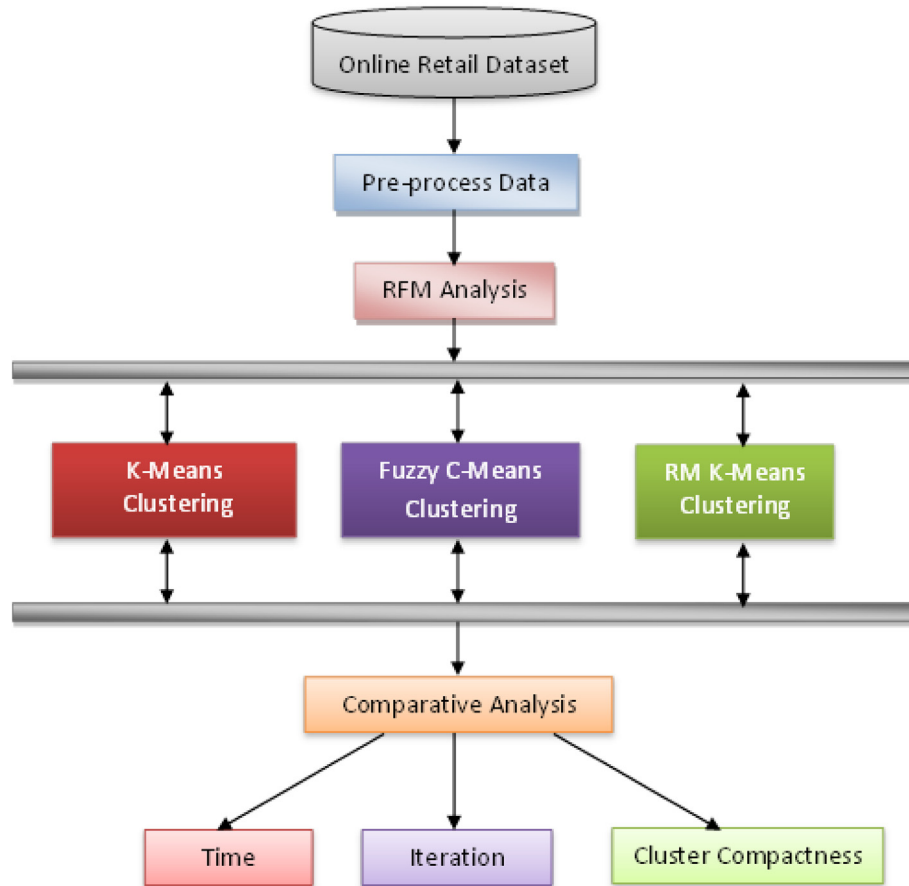 Online Retail Dataset
Pre-process Data
RFM Analysis
K-Means
Clustering
Fuzzy C-Means
Clustering
RM K-Means
Clustering
Comparative Analysis
Time
Iteration
Cluster Compactness